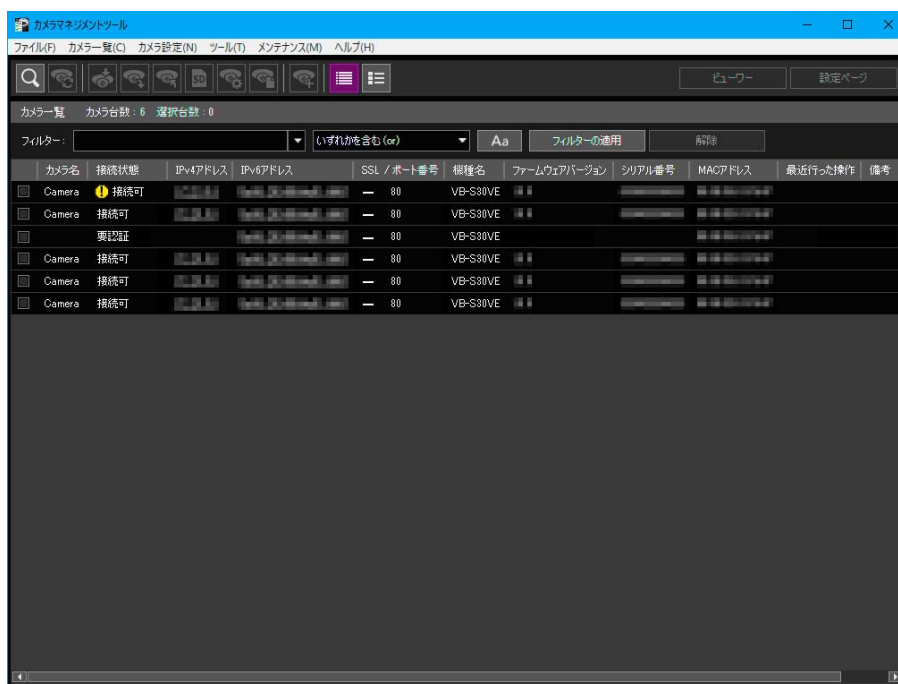 カメラマネジメントツール
ファイル(F) カメラ一覧(C) カメラ設定(N) ツール(T) メンテナンス(M) ヘルプ(H)
SD ビューワー 設定ページ
カメラ一覧 カメラ台数 : 6 選択台数 : 0
フィルター : いずれかを含む(or) Aa フィルターの適用 解除
カメラ名 接続状態 IPv4アドレス IPv6アドレス SSL / ポート番号 機種名 ファームウェアバージョン シリアル番号 MACアドレス 最近行った操作 備考
Camera 接続可 80 VB-S30VE
Camera 接続可 80 VB-S30VE
要認証 80 VB-S30VE
Camera 接続可 80 VB-S30VE
Camera 接続可 80 VB-S30VE
Camera 接続可 80 VB-S30VE